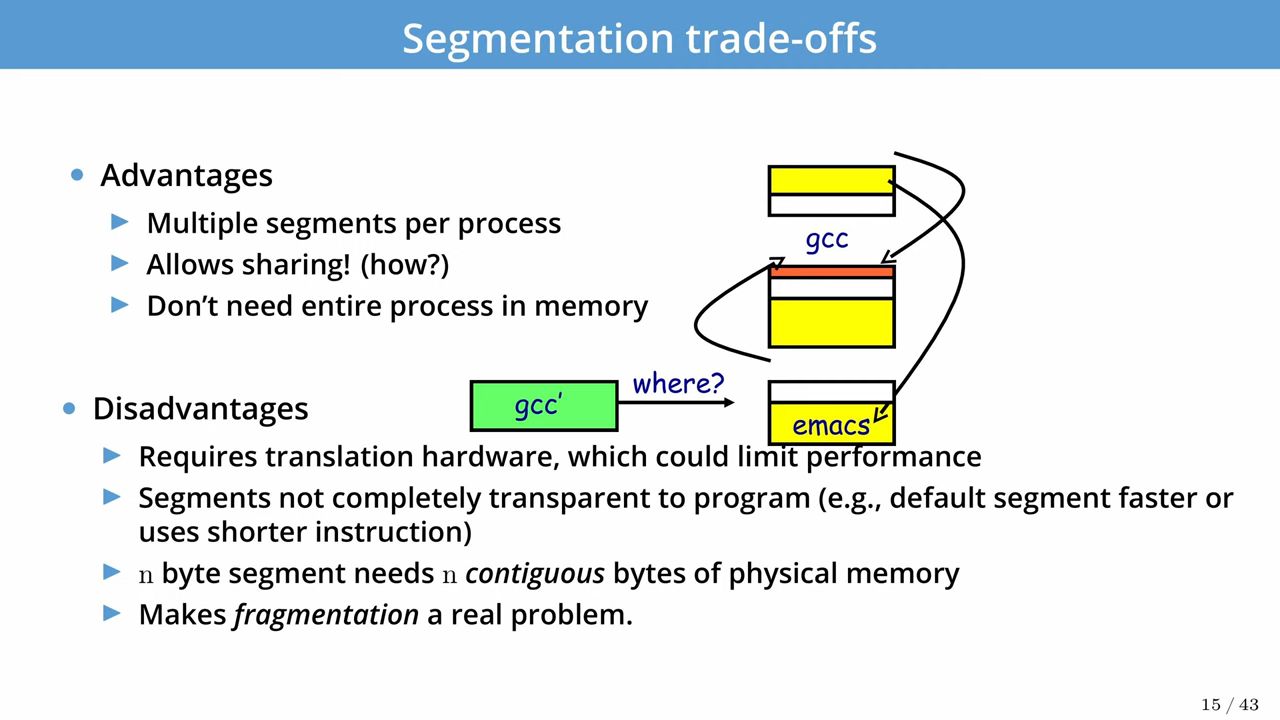 Segmentation trade-offs
• Advantages
▶ Multiple segments per process
▶ Allows sharing! (how?)
▶ Don’t need entire process in memory
gcc
• Disadvantages
gcc′
where?
emacs
▶ Requires translation hardware, which could limit performance
▶ Segments not completely transparent to program (e.g., default segment faster or
uses shorter instruction)
▶ n byte segment needs n contiguous bytes of physical memory
▶ Makes fragmentation a real problem.
15 / 43